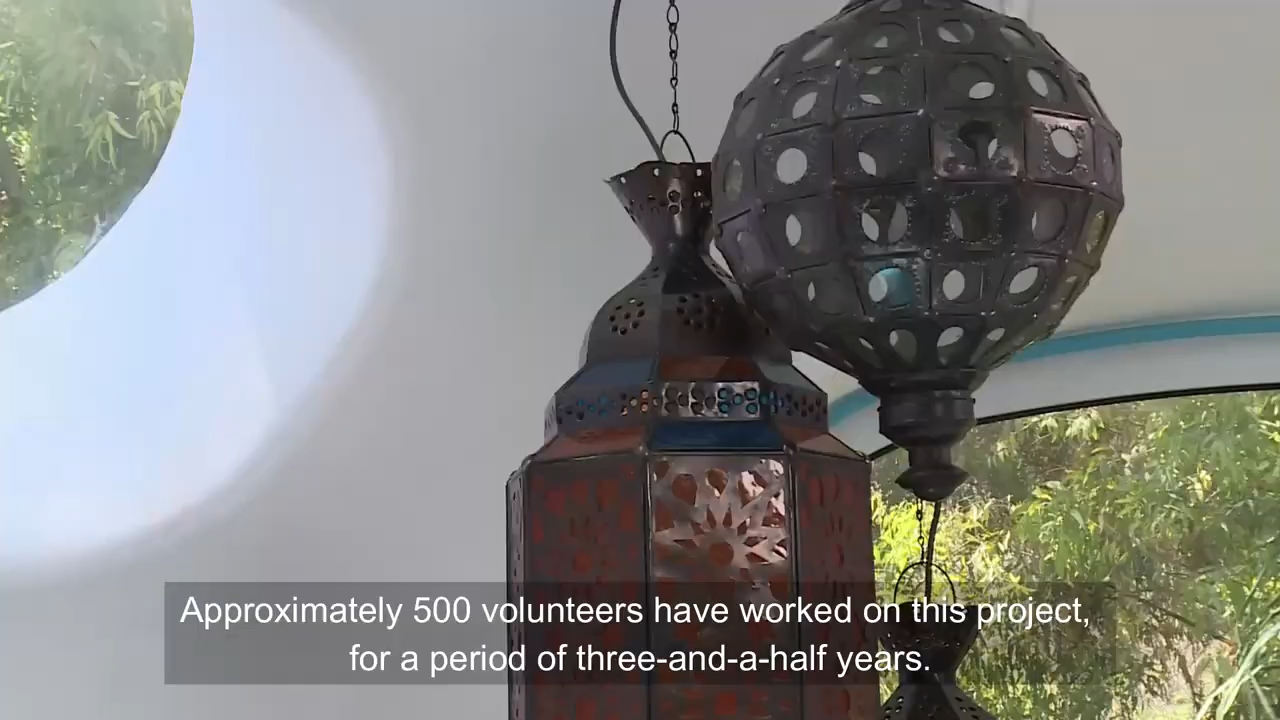 Approximately 500 volunteers have worked on this project,
for a period of three-and-a-half years.